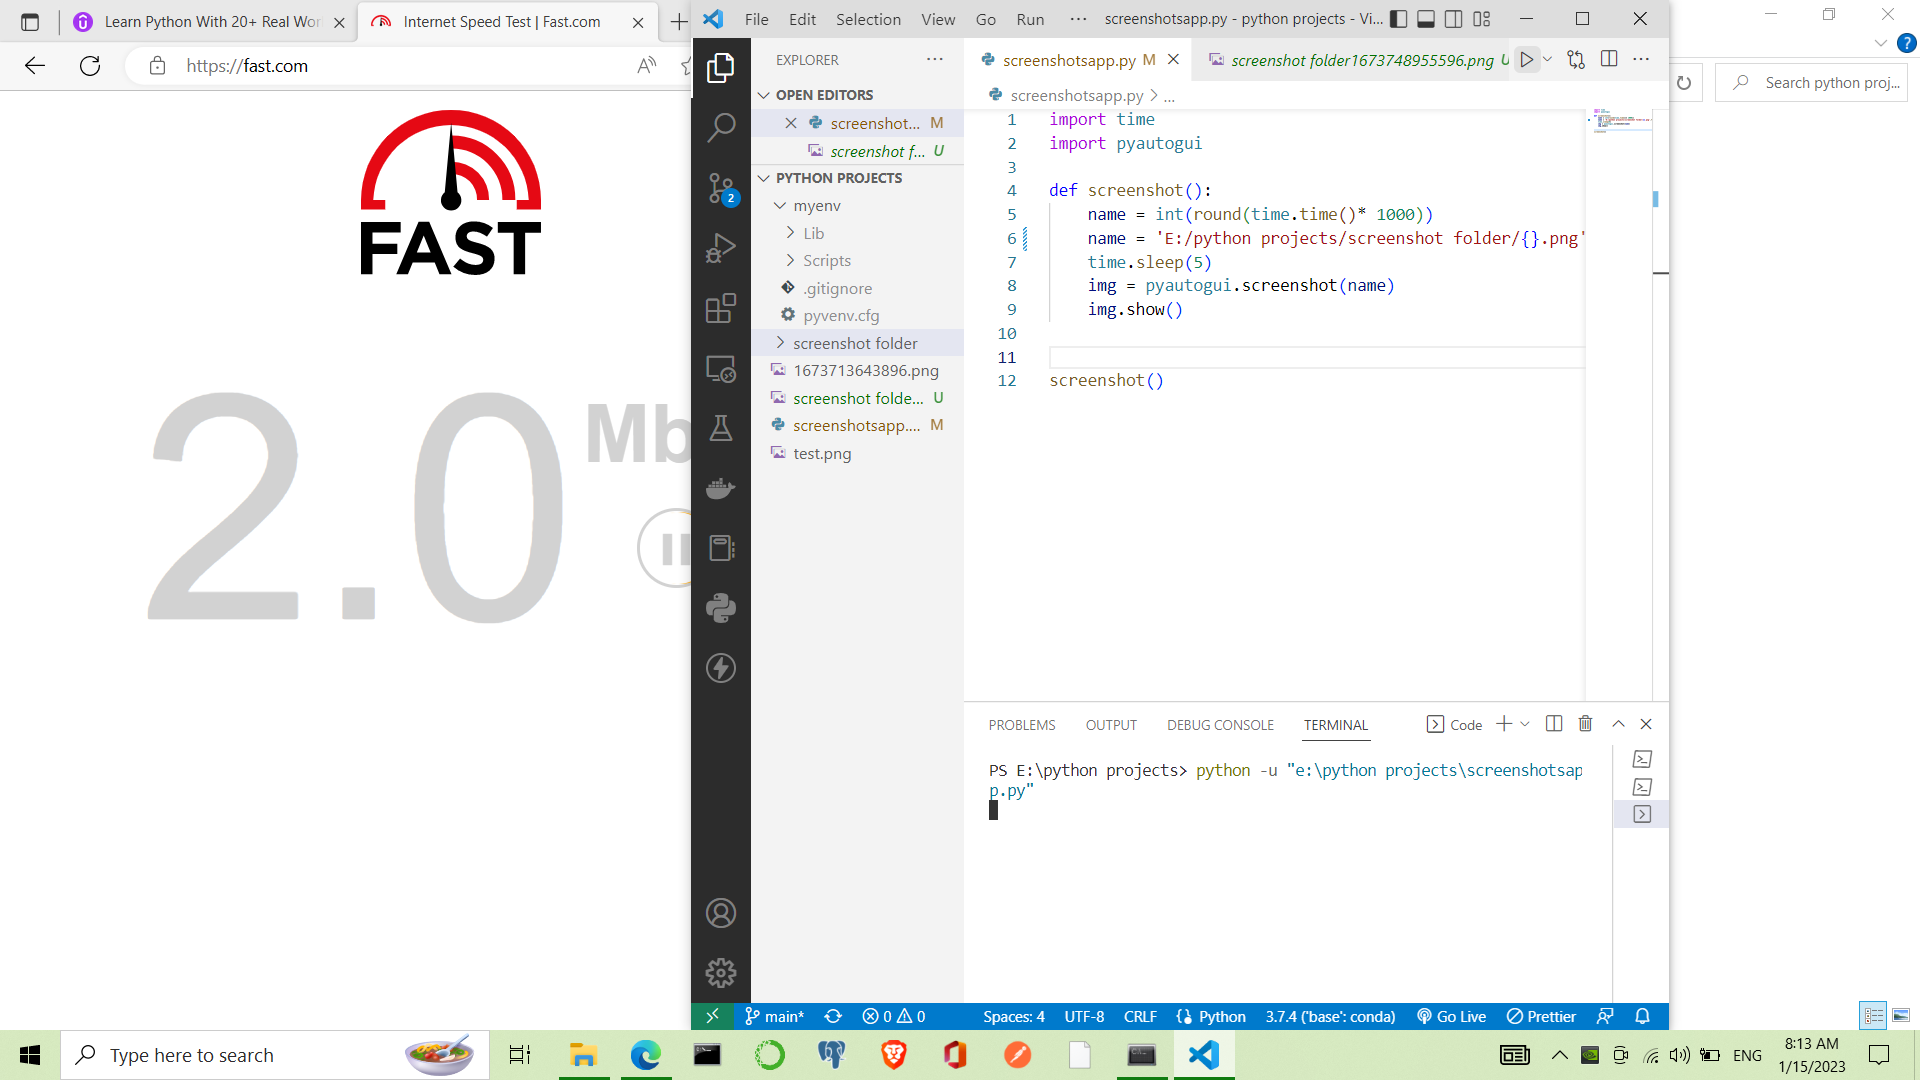 Learn Python With 20+ Real Wor
Internet Speed Test | Fast.com
https://fast.com
FAST
2.0
Mb
File Edit Selection View Go Run ··· screenshotsapp.py - python projects - Vi...
EXPLORER
OPEN EDITORS
screenshot... M
screenshot f... U
PYTHON PROJECTS
myenv
Lib
Scripts
.gitignore
pyvenv.cfg
screenshot folder
1673713643896.png
screenshot folde... U
screenshotsapp.... M
test.png
2
screenshotsapp.py M
screenshot folder1673748955596.png U
screenshotsapp.py > ...
1 import time
2 import pyautogui
3
4 def screenshot():
5 name = int(round(time.time()* 1000))
6 name = 'E:/python projects/screenshot folder/{}.png'
7 time.sleep(5)
8 img = pyautogui.screenshot(name)
9 img.show()
10
11
12 screenshot()
PROBLEMS OUTPUT DEBUG CONSOLE TERMINAL Code
PS E:\python projects> python -u "e:\python projects\screenshotsap
p.py"
main* 0 0 Spaces: 4 UTF-8 CRLF Python 3.7.4 ('base': conda) Go Live Prettier
?
Search python proj...
Type here to search
ENG
8:13 AM
1/15/2023